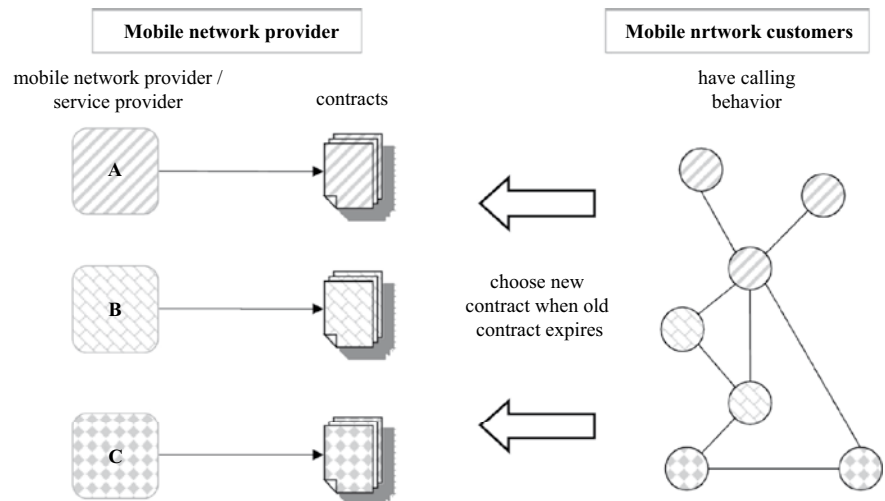 Mobile network provider
Mobile nrtwork customers
mobile network provider /
service provider
contracts
have calling
behavior
A
B
C
choose new
contract when old
contract expires